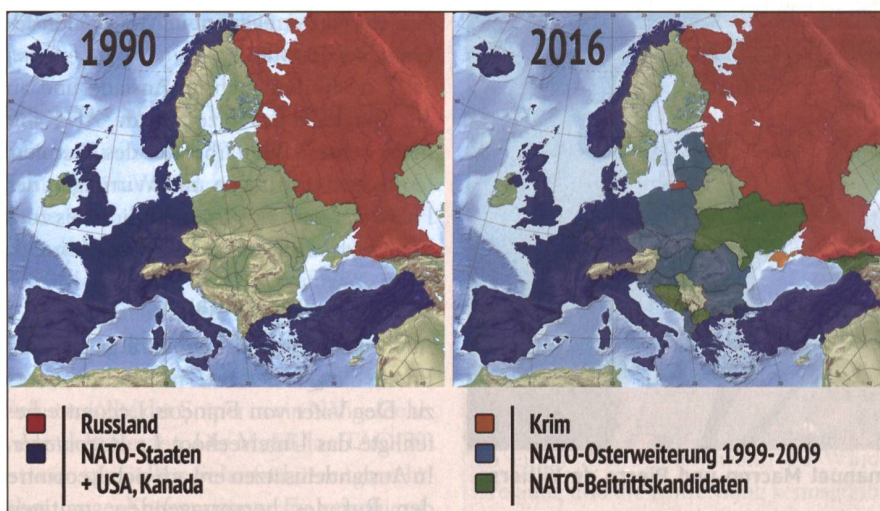 1990
2016
Russland
NATO-Staaten
+ USA, Kanada
Krim
NATO-Osterweiterung 1999-2009
NATO-Beitrittskandidaten